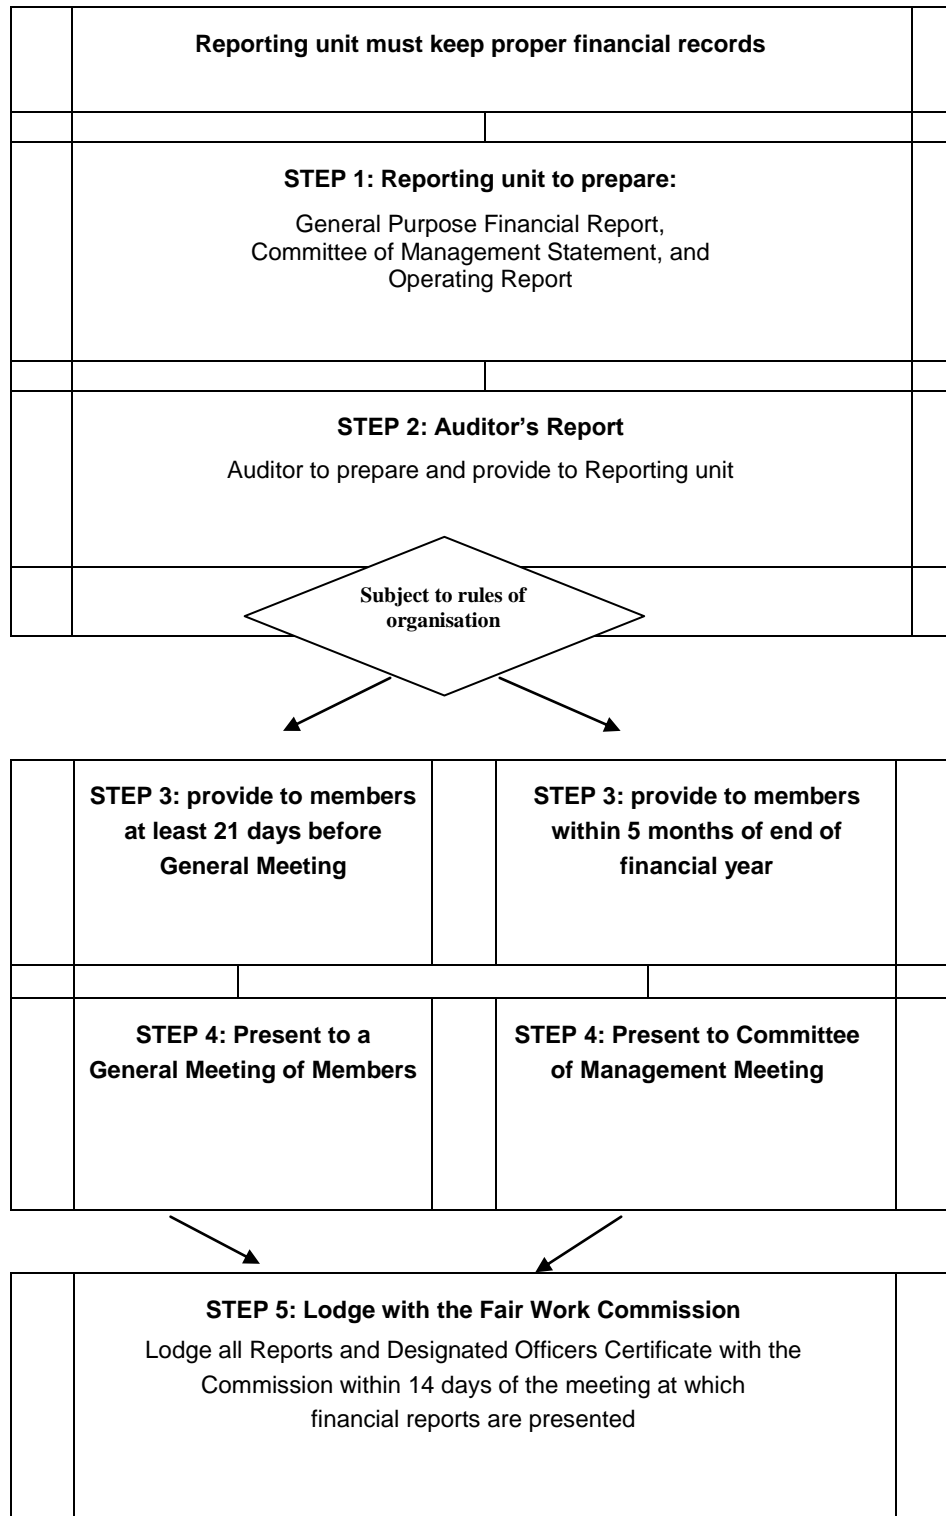 Reporting unit must keep proper financial records
STEP 1: Reporting unit to prepare:
General Purpose Financial Report,
Committee of Management Statement, and
Operating Report
STEP 2: Auditor’s Report
Auditor to prepare and provide to Reporting unit
Subject to rules of
organisation
STEP 3: provide to members
at least 21 days before
General Meeting
STEP 3: provide to members
within 5 months of end of
financial year
STEP 4: Present to a
General Meeting of Members
STEP 4: Present to Committee
of Management Meeting
STEP 5: Lodge with the Fair Work Commission
Lodge all Reports and Designated Officers Certificate with the
Commission within 14 days of the meeting at which
financial reports are presented